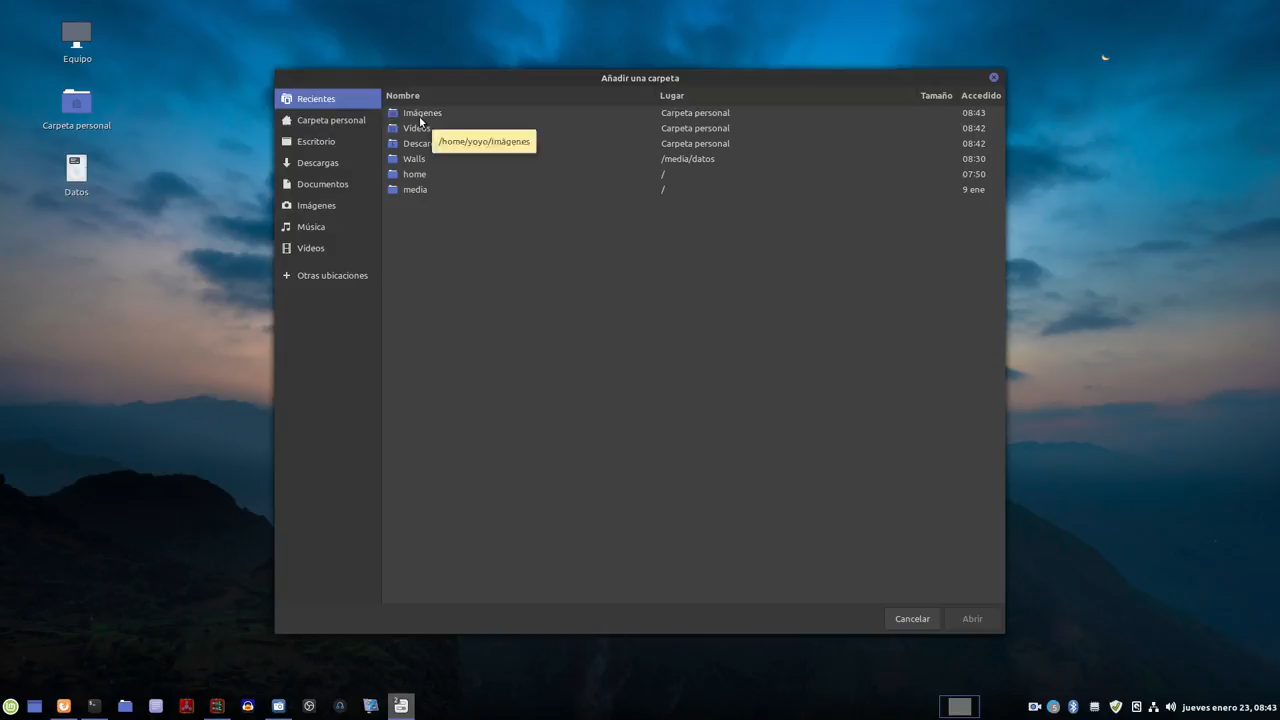 Equipo
Carpeta personal
Datos
Añadir una carpeta
Nombre Lugar Tamaño Accedido
Recientes
Carpeta personal
Escritorio
Descargas
Documentos
Imágenes
Música
Vídeos
Otras ubicaciones
Imágenes Carpeta personal 08:43
Vídeos Carpeta personal 08:42
Descar Carpeta personal 08:42
/home/yoyo/Imágenes
Walls /media/datos 08:30
home / 07:50
media / 9 ene
Cancelar Abrir
jueves enero 23, 08:43